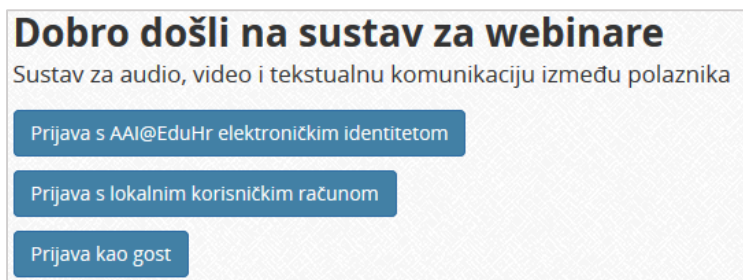 Dobro došli na sustav za webinare
Sustav za audio, video i tekstualnu komunikaciju između polaznika
Prijava s AAI@EduHr elektroničkim identitetom
Prijava s lokalnim korisničkim računom
Prijava kao gost